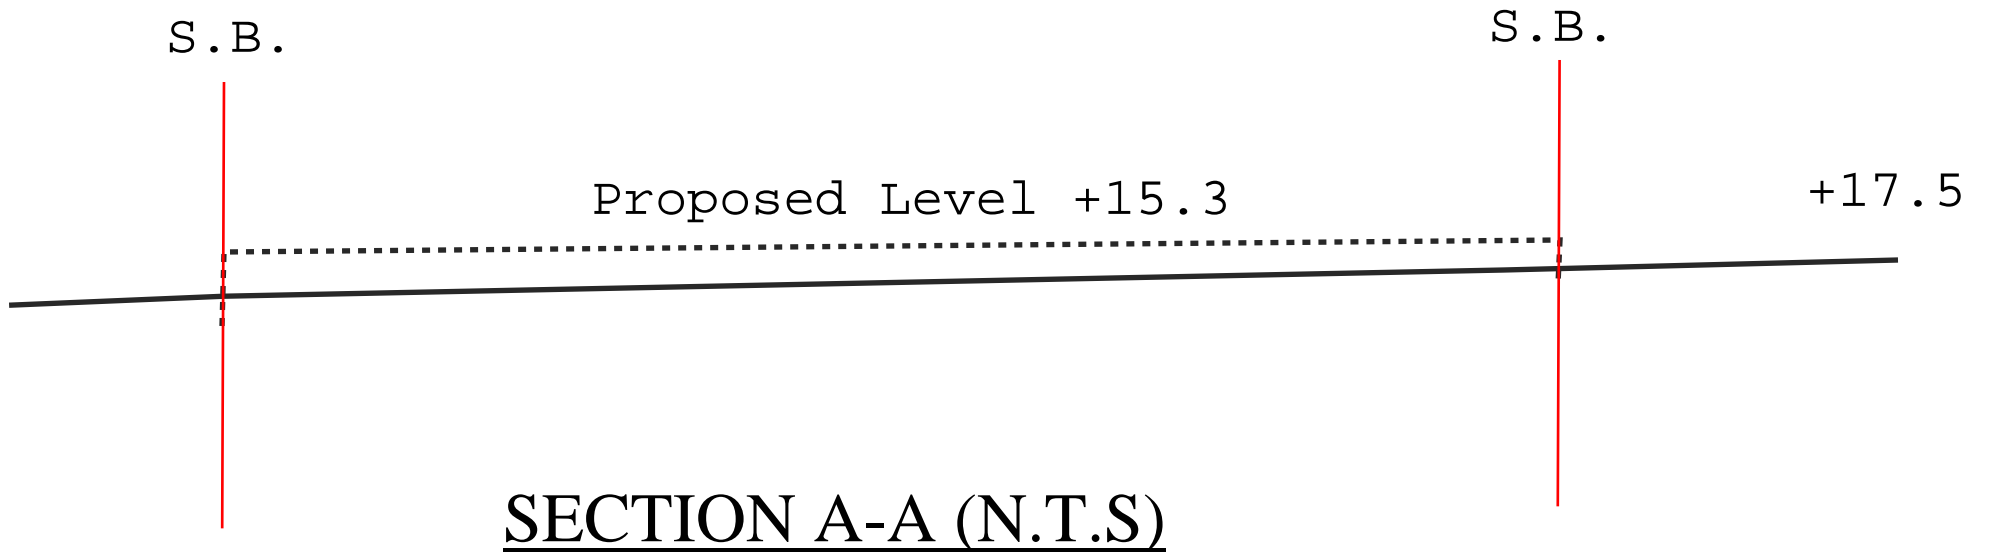 S.B.
S.B.
Proposed Level +15.3
+17.5
SECTION A-A (N.T.S)